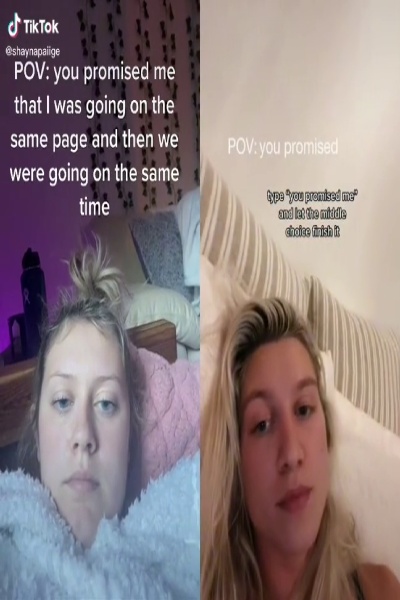 TikTok
@shaynapaiige
POV: you promised me
that I was going on the
same page and then we
were going on the same
time
POV: you promised
type "you promised me"
and let the middle
choice finish it